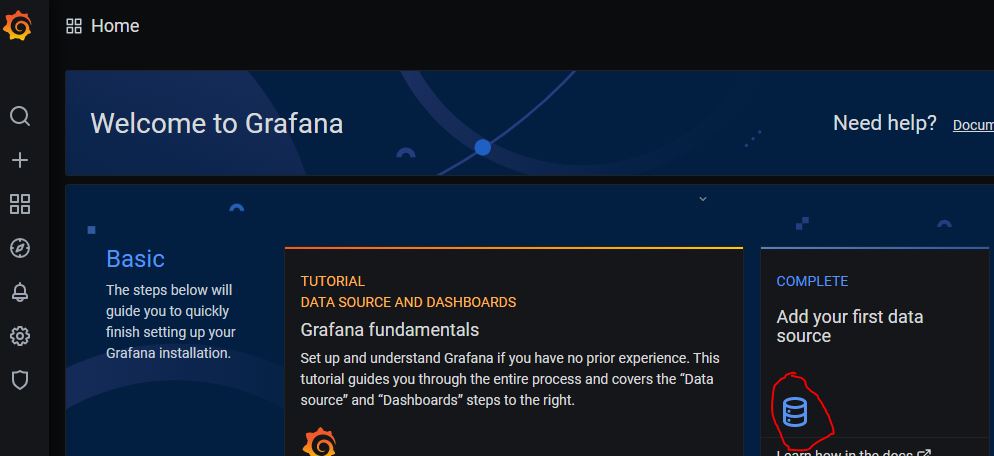 Home
Welcome to Grafana
Need help?
Basic
The steps below will
guide you to quickly
finish setting up your
Grafana installation.
TUTORIAL
DATA SOURCE AND DASHBOARDS
Grafana fundamentals
Set up and understand Grafana if you have no prior experience. This
tutorial guides you through the entire process and covers the “Data
source” and “Dashboards” steps to the right.
COMPLETE
Add your first data
source
Learn how in the docs